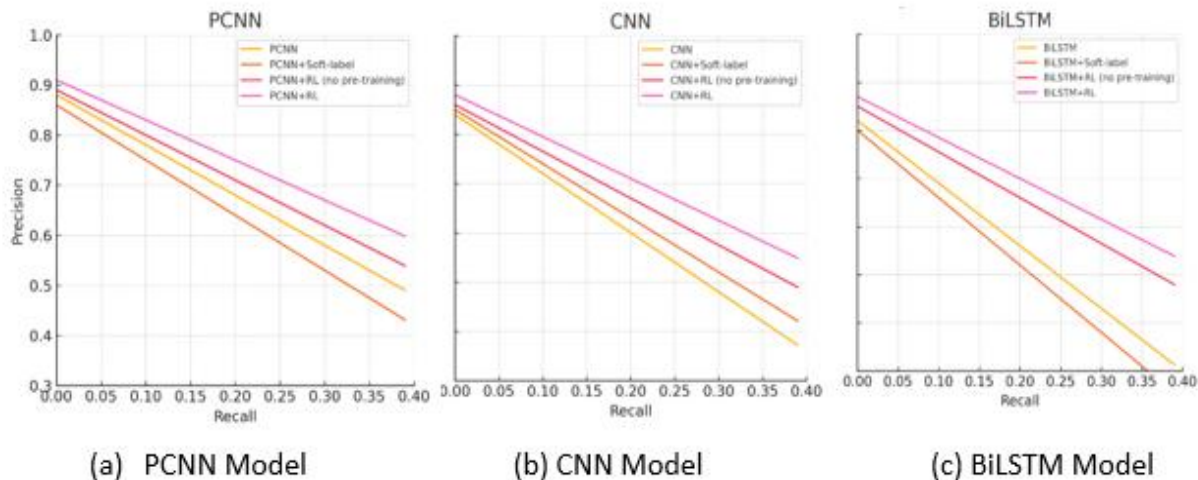 PCNN
PCNN
PCNN+Soft-label
PCNN+RL (no pre-training)
PCNN+RL
Precision
1.0
0.9
0.8
0.7
0.6
0.5
0.4
0.3
0.00 0.05 0.10 0.15 0.20 0.25 0.30 0.35 0.40
Recall
(a) PCNN Model
CNN
CNN
CNN+Soft-label
CNN+RL (no pre-training)
CNN+RL
0.00 0.05 0.10 0.15 0.20 0.25 0.30 0.35 0.40
Recall
(b) CNN Model
BiLSTM
BiLSTM
BiLSTM+Soft-label
BiLSTM+RL (no pre-training)
BiLSTM+RL
0.00 0.05 0.10 0.15 0.20 0.25 0.30 0.35 0.40
Recall
(c) BiLSTM Model